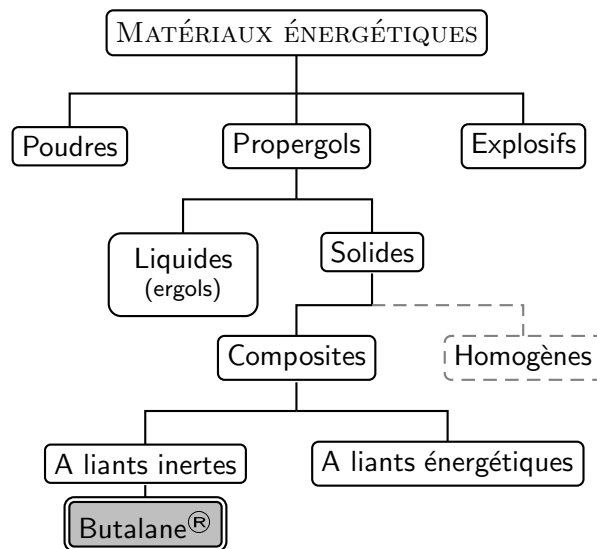 MATÉRIAUX ÉNERGÉTIQUES
Poudres
Propergols
Explosifs
Liquides
(ergols)
Solides
Composites
Homogènes
A liants inertes
A liants énergétiques
Butalane®